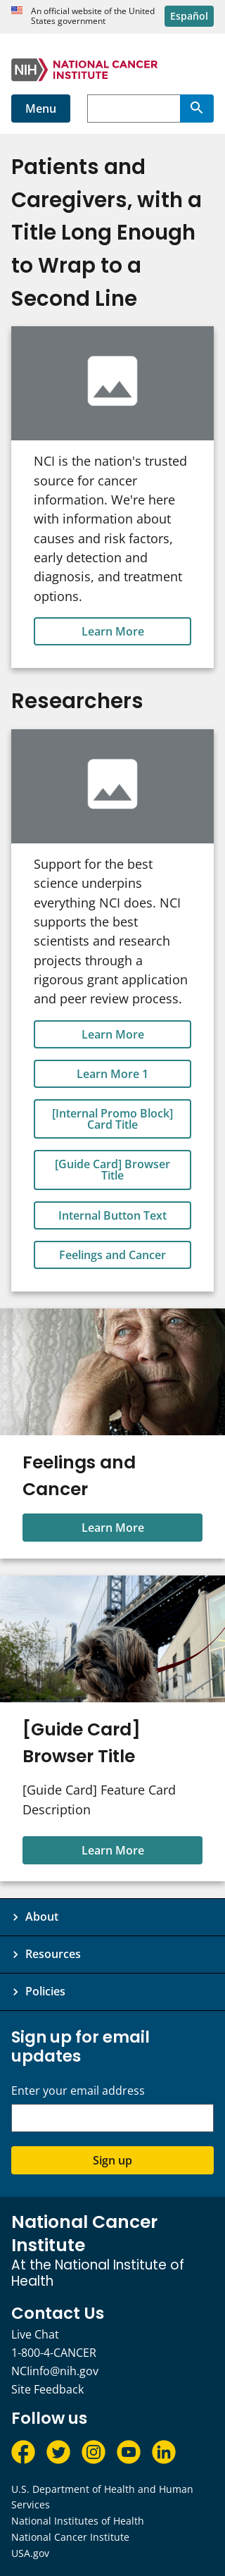 An official website of the United
States government
Español
NIH NATIONAL CANCER
INSTITUTE
Menu
Patients and
Caregivers, with a
Title Long Enough
to Wrap to a
Second Line
NCI is the nation's trusted
source for cancer
information. We're here
with information about
causes and risk factors,
early detection and
diagnosis, and treatment
options.
Learn More
Researchers
Support for the best
science underpins
everything NCI does. NCI
supports the best
scientists and research
projects through a
rigorous grant application
and peer review process.
Learn More
Learn More 1
[Internal Promo Block]
Card Title
[Guide Card] Browser
Title
Internal Button Text
Feelings and Cancer
Feelings and
Cancer
Learn More
[Guide Card]
Browser Title
[Guide Card] Feature Card
Description
Learn More
About
Resources
Policies
Sign up for email
updates
Enter your email address
Sign up
National Cancer
Institute
At the National Institute of
Health
Contact Us
Live Chat
1-800-4-CANCER
NCIinfo@nih.gov
Site Feedback
Follow us
U.S. Department of Health and Human
Services
National Institutes of Health
National Cancer Institute
USA.gov